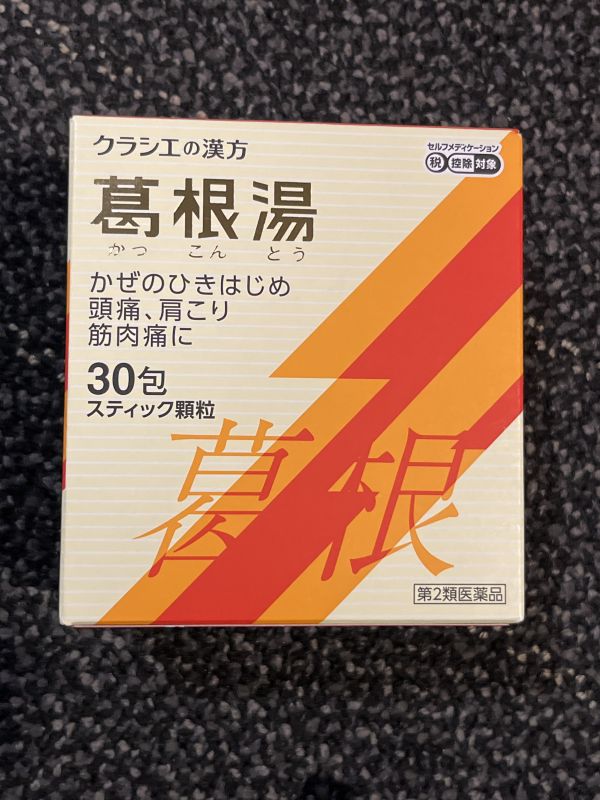 クラシエの漢方
セルフメディケーション
税 控除 対象
葛根湯
かっ こん とう
かぜのひきはじめ
頭痛、肩こり
筋肉痛に
30包
スティック顆粒
葛根
第2類医薬品